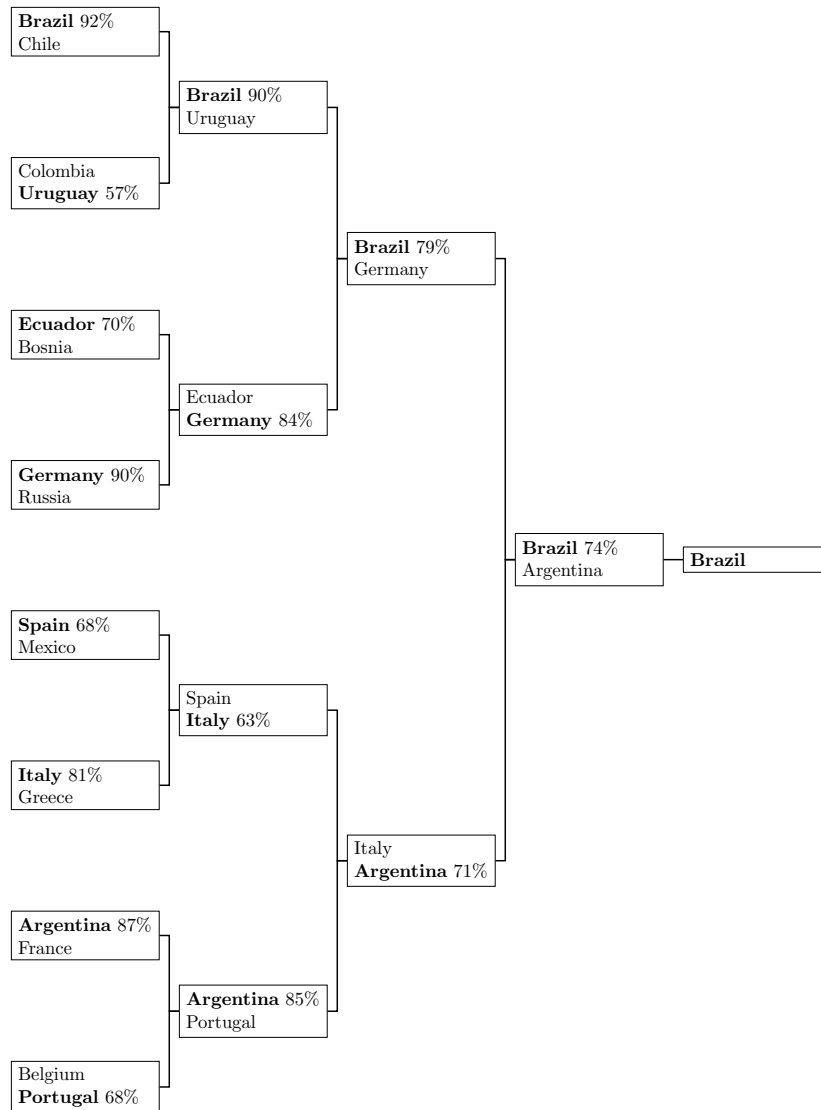 Brazil 92%
Chile
Brazil 90%
Uruguay
Colombia
Uruguay 57%
Brazil 79%
Germany
Ecuador 70%
Bosnia
Ecuador
Germany 84%
Germany 90%
Russia
Brazil 74%
Argentina
Brazil
Spain 68%
Mexico
Spain
Italy 63%
Italy 81%
Greece
Italy
Argentina 71%
Argentina 87%
France
Argentina 85%
Portugal
Belgium
Portugal 68%